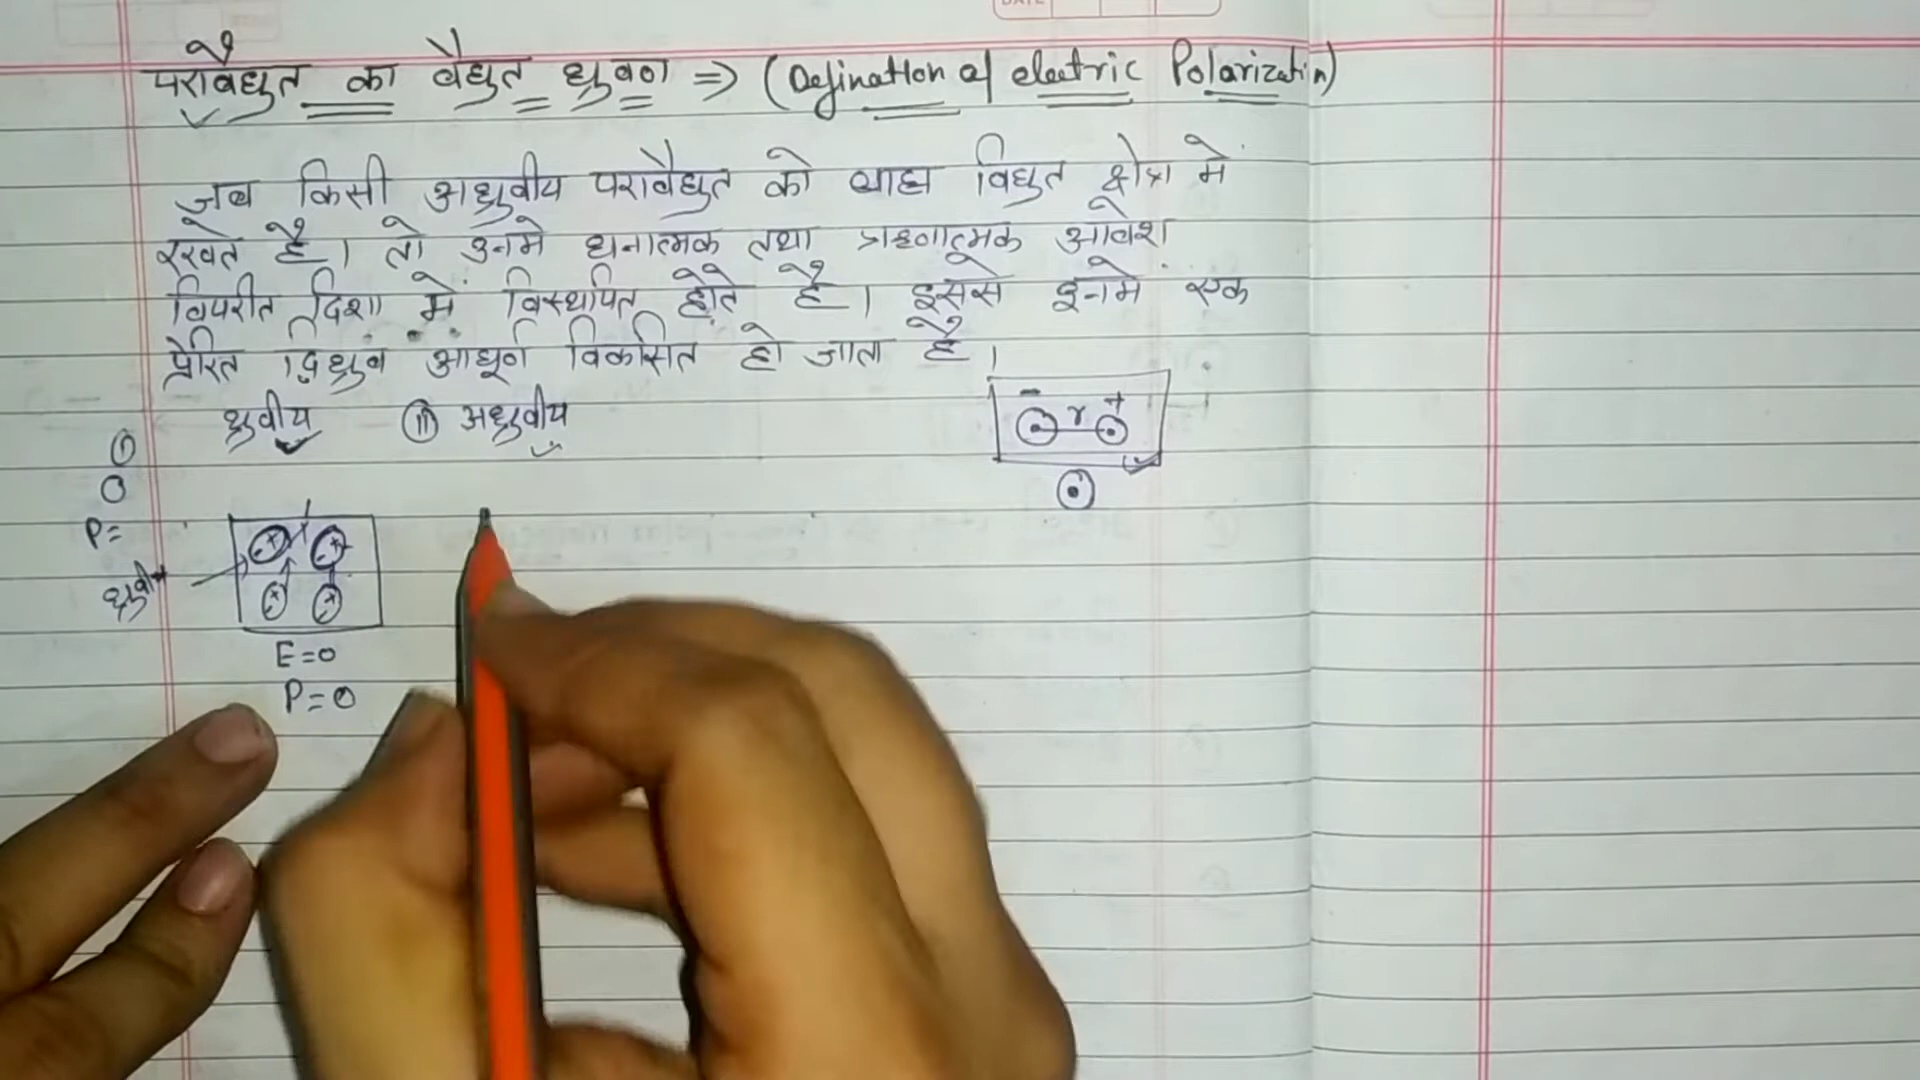 परावैधुत का वैधुत ध्रुवण => (Defination of electric Polarization)
जब किसी अध्रुवीय परावैधुत को बाह्य विधुत क्षेत्र मे
रखते है। तो उनमे धनात्मक तथा ऋणात्मक आवेश
विपरीत दिशा में विस्थापित होते है। इससे इनमे एक
प्रेरित द्विध्रुव आधूर्ण विकसित हो जाता है।
ध्रुवीय (ii) अध्रुवीय
- r +
P=
E=0
P=0